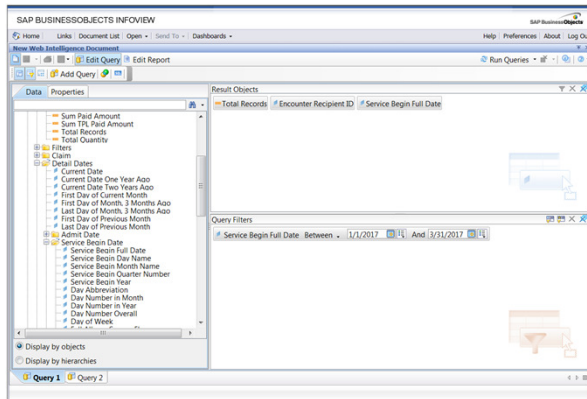 SAP BUSINESSOBJECTS INFOVIEW
SAP BusinessObjects
Home Links Document List Open Send To Dashboards Help Preferences About Log Ou
New Web Intelligence Document
Edit Query Edit Report Run Queries
Add Query
Data Properties
Result Objects
Total Records Encounter Recipient ID Service Begin Full Date
Sum Paid Amount
Sum TPL Paid Amount
Total Records
Total Quantity
Filters
Claim
Detail Dates
Current Date
Current Date One Year Ago
Current Date Two Years Ago
First Day of Current Month
First Day of Month, 3 Months Ago
Last Day of Month, 3 Months Ago
First Day of Previous Month
Last Day of Previous Month
Admit Date
Service Begin Date
Service Begin Full Date
Service Begin Day Name
Service Begin Month Name
Service Begin Quarter Number
Service Begin Year
Day Abbreviation
Day Number in Month
Day Number in Year
Day Number Overall
Day of Week
Query Filters
Service Begin Full Date Between 1/1/2017 And 3/31/2017
Display by objects
Display by hierarchies
Query 1 Query 2